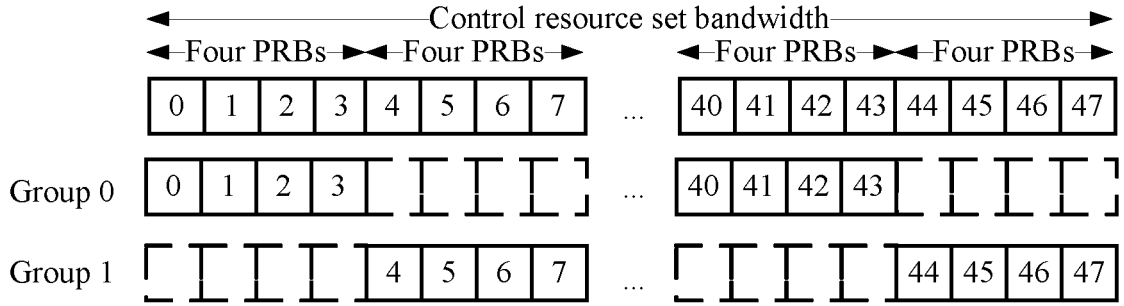 Control resource set bandwidth
Four PRBs Four PRBs Four PRBs Four PRBs
0 1 2 3 4 5 6 7 ... 40 41 42 43 44 45 46 47
Group 0 0 1 2 3 ... 40 41 42 43
Group 1 4 5 6 7 ... 44 45 46 47